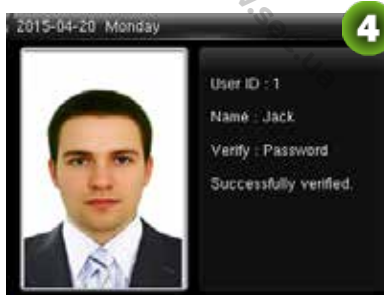 2015-04-20 Monday
4
User ID : 1
Name : Jack
Verify : Password
Successfully verified.